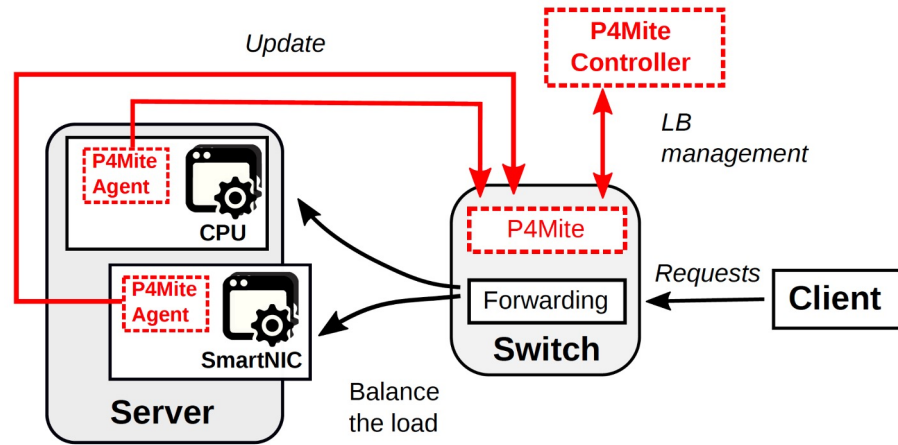 Update
P4Mite
Controller
LB
management
P4Mite
Agent
CPU
P4Mite
Agent
SmartNIC
Server
P4Mite
Forwarding
Switch
Requests
Client
Balance
the load